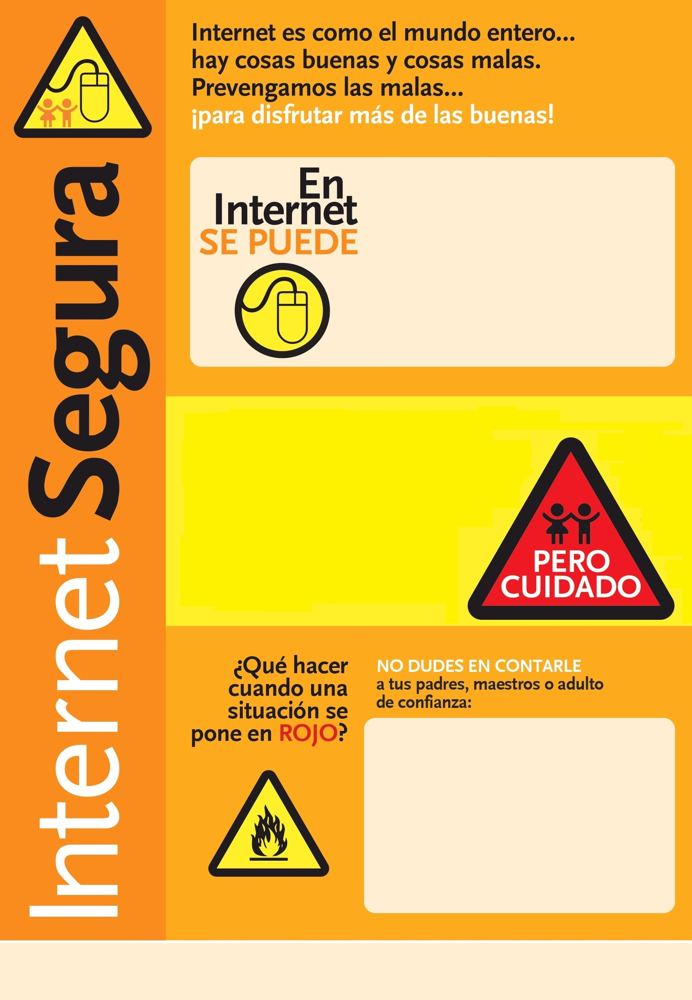 Internet Segura
Internet es como el mundo entero...
hay cosas buenas y cosas malas.
Prevengamos las malas...
¡para disfrutar más de las buenas!
En
Internet
SE PUEDE
PERO
CUIDADO
¿Qué hacer
cuando una
situación se
pone en ROJO?
NO DUDES EN CONTARLE
a tus padres, maestros o adulto
de confianza: